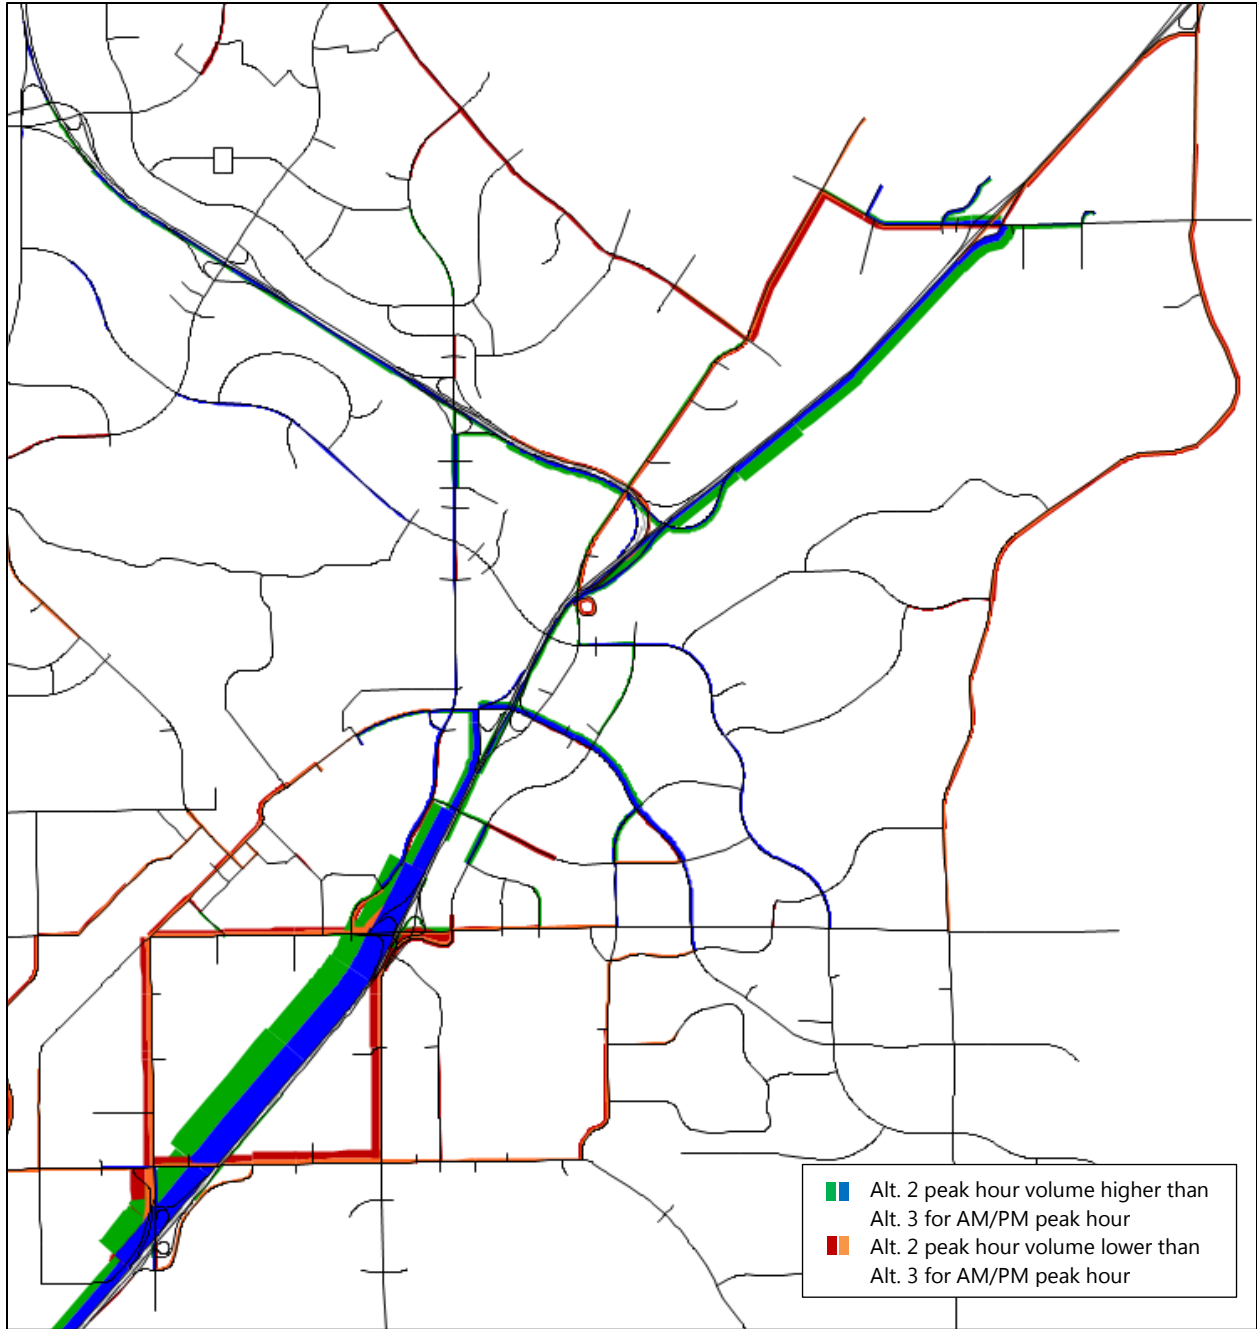 Alt. 2 peak hour volume higher than
Alt. 3 for AM/PM peak hour
Alt. 2 peak hour volume lower than
Alt. 3 for AM/PM peak hour